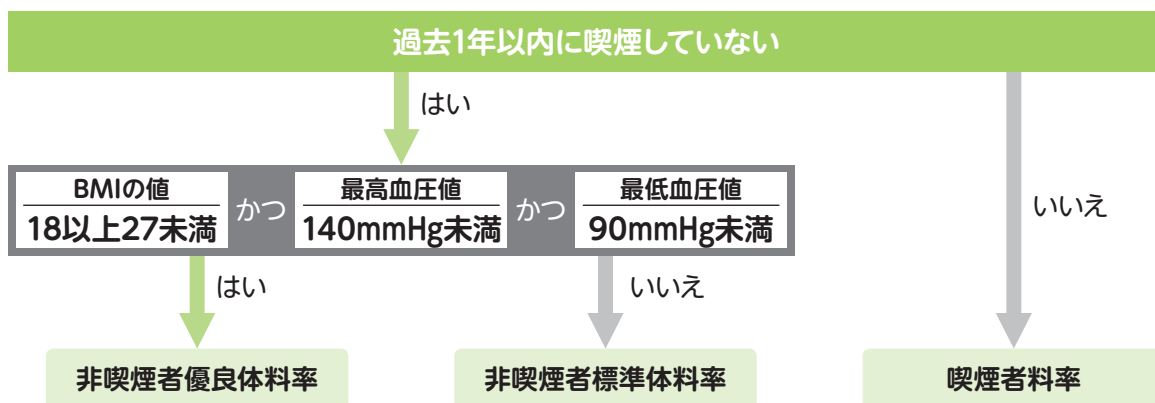 過去1年以内に喫煙していない
はい
いいえ
BMIの値
18以上27未満
かつ
最高血圧値
140mmHg未満
かつ
最低血圧値
90mmHg未満
はい
いいえ
非喫煙者優良体料率
非喫煙者標準体料率
喫煙者料率